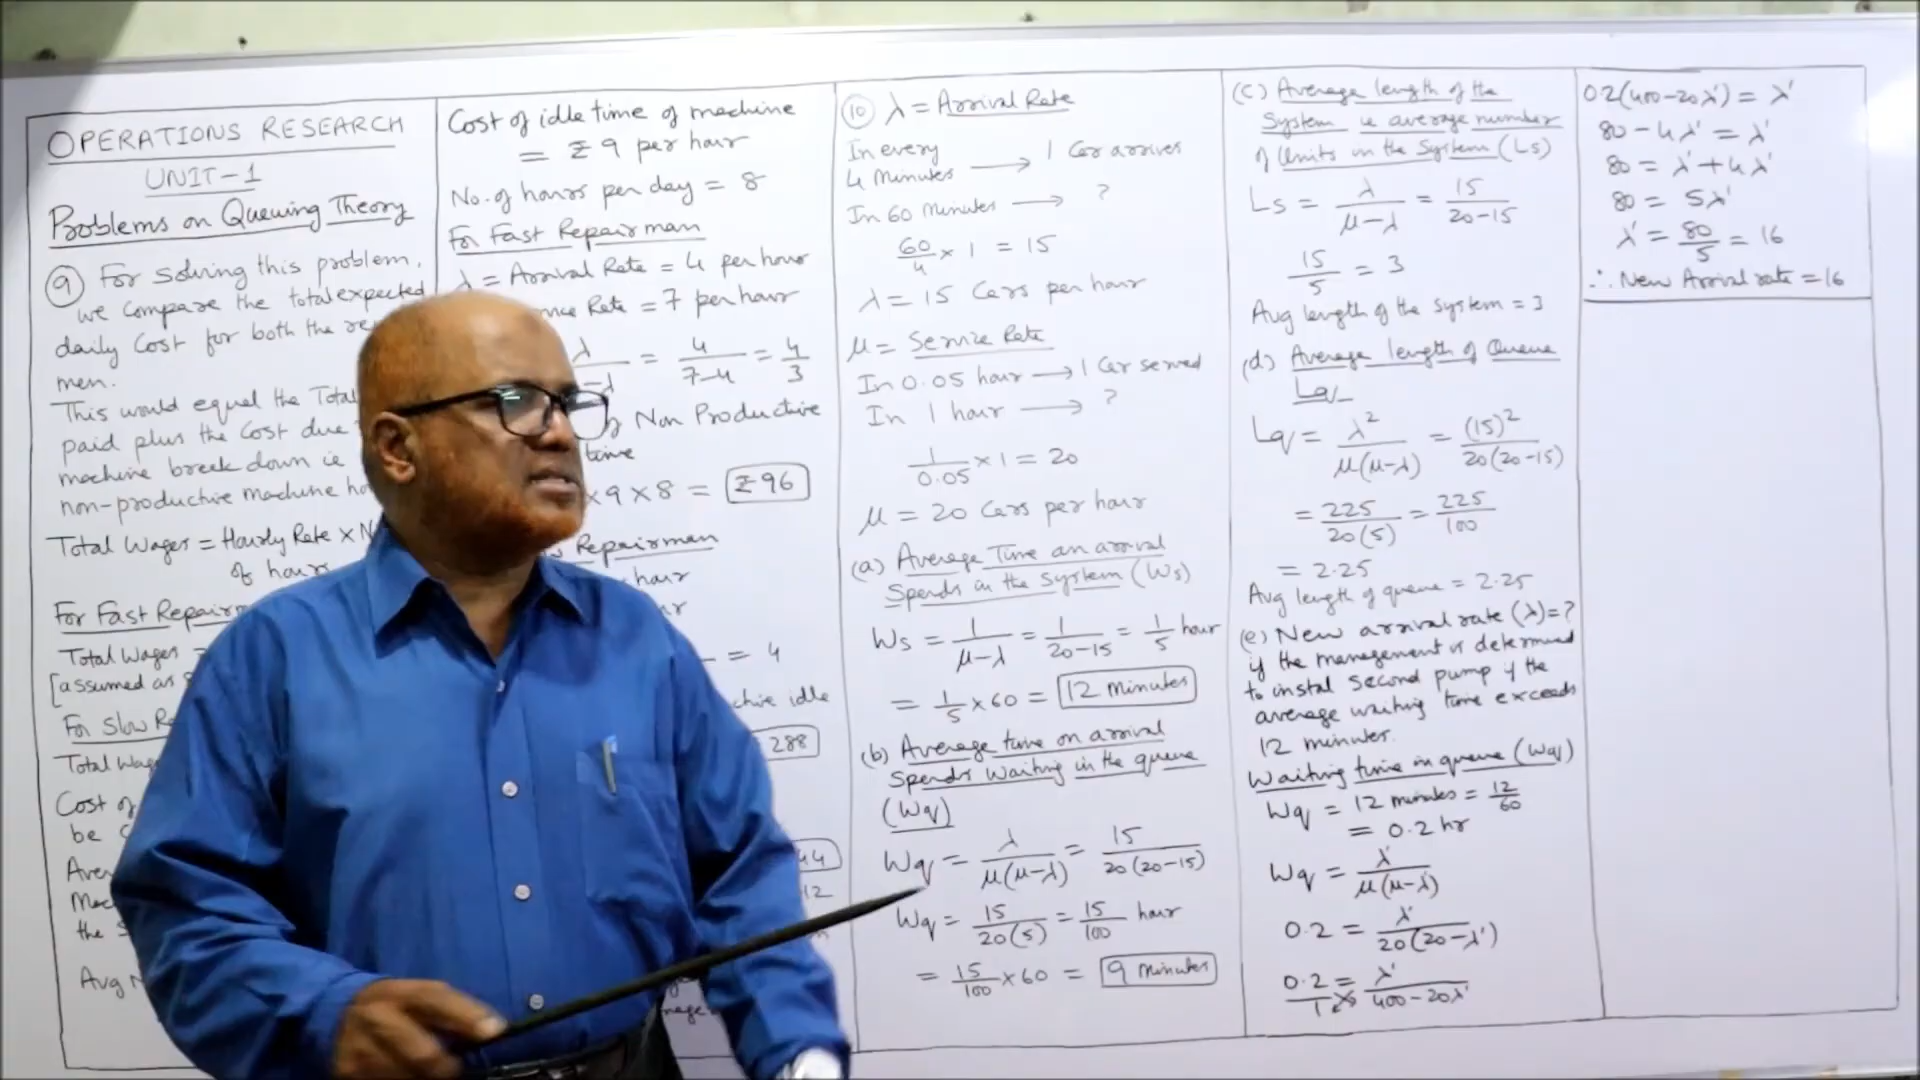 OPERATIONS RESEARCH
UNIT-1
Problems on Queuing Theory
⑨ For solving this problem,
we compare the total expected
daily Cost for both the
men.
This would equal the Total
paid plus the Cost due
machine break down ie
non-productive machine
Total Wages = Hourly Rate ×
of hours
For Fast
Total Wages =
[assumed as
For Slow
Total
Cost of
be
the
Avg
Cost of idle time of machine
= ₹ 9 per hour
No. of hours per day = 8
For Fast Repairman
λ = Arrival Rate = 4 per hour
Rate = 7 per hour
λ/ = 4/7-4 = 4/3
Non Productive
time
× 9 × 8 = ₹ 96
Repairman
hour
= 4
idle
288
⑩ λ = Arrival Rate
In every
4 Minutes → 1 Car arrives
In 60 Minutes → ?
60/4 × 1 = 15
λ = 15 Cars per hour
μ = Service Rate
In 0.05 hour → 1 Car served
In 1 hour → ?
1/0.05 × 1 = 20
μ = 20 Cars per hour
(a) Average Time an arrival
Spends in the System (Ws)
Ws = 1/μ-λ = 1/20-15 = 1/5 hour
= 1/5 × 60 = 12 minutes
(b) Average time an arrival
Spends waiting in the queue
(Wq)
Wq = λ/μ(μ-λ) = 15/20(20-15)
Wq = 15/20(5) = 15/100 hour
= 15/100 × 60 = 9 minutes
(C) Average length of the
System ie average number
of Units in the System (Ls)
Ls = λ/μ-λ = 15/20-15
15/5 = 3
Avg length of the system = 3
(d) Average length of Queue
Lq
Lq = λ²/μ(μ-λ) = (15)²/20(20-15)
= 225/20(5) = 225/100
= 2.25
Avg length of queue = 2.25
(e) New arrival rate (λ)=?
if the management is determined
to instal second pump if the
average waiting time exceeds
12 minutes.
Waiting time in queue (Wq)
Wq = 12 minutes = 12/60
= 0.2 hr
Wq = λ'/μ(μ-λ)
0.2 = λ'/20(20-λ')
0.2/1 = λ'/400-20λ'
0.2(400-20λ') = λ'
80 - 4λ' = λ'
80 = λ' + 4λ'
80 = 5λ'
λ' = 80/5 = 16
∴ New Arrival rate = 16